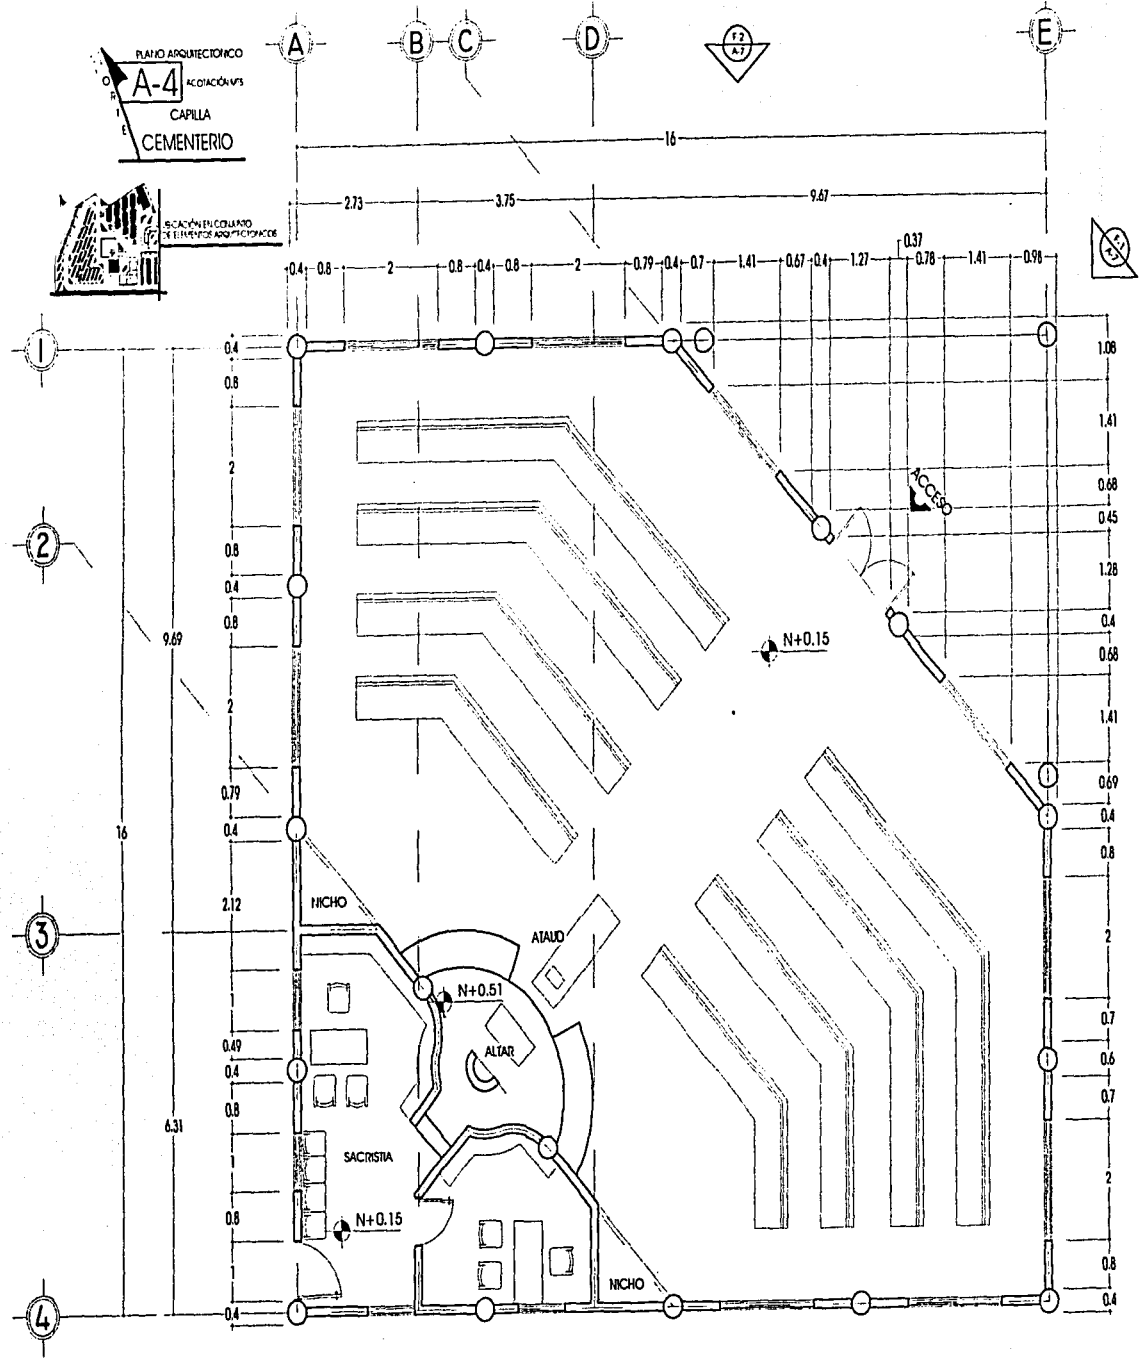 A B C D E
F2
A-7
PLANO ARQUITECTONICO
A-4
ACOTACIÓN MTS
CAPILLA
CEMENTERIO
O R I E
UBICACIÓN EN CONJUNTO
DE ELEMENTOS ARQUITECTONICOS
16
2.73 3.75 9.67
0.37
0.4 0.8 2 0.8 0.4 0.8 2 0.79 0.4 0.7 1.41 0.67 0.4 1.27 0.78 1.41 0.98
A-7
1
0.4
1.08
0.8
1.41
2
0.68
ACCESO
0.45
2
0.8
1.28
0.4
0.4
0.8
9.69
N+0.15
0.68
2
1.41
0.79
0.69
0.4
0.4
16
0.8
NICHO
2.12
3
ATAUD
2
N+0.51
0.7
0.49
ALTAR
0.6
0.4
0.8
0.7
6.31
SACRISTIA
1
2
0.8
N+0.15
0.8
NICHO
0.4
0.4
4